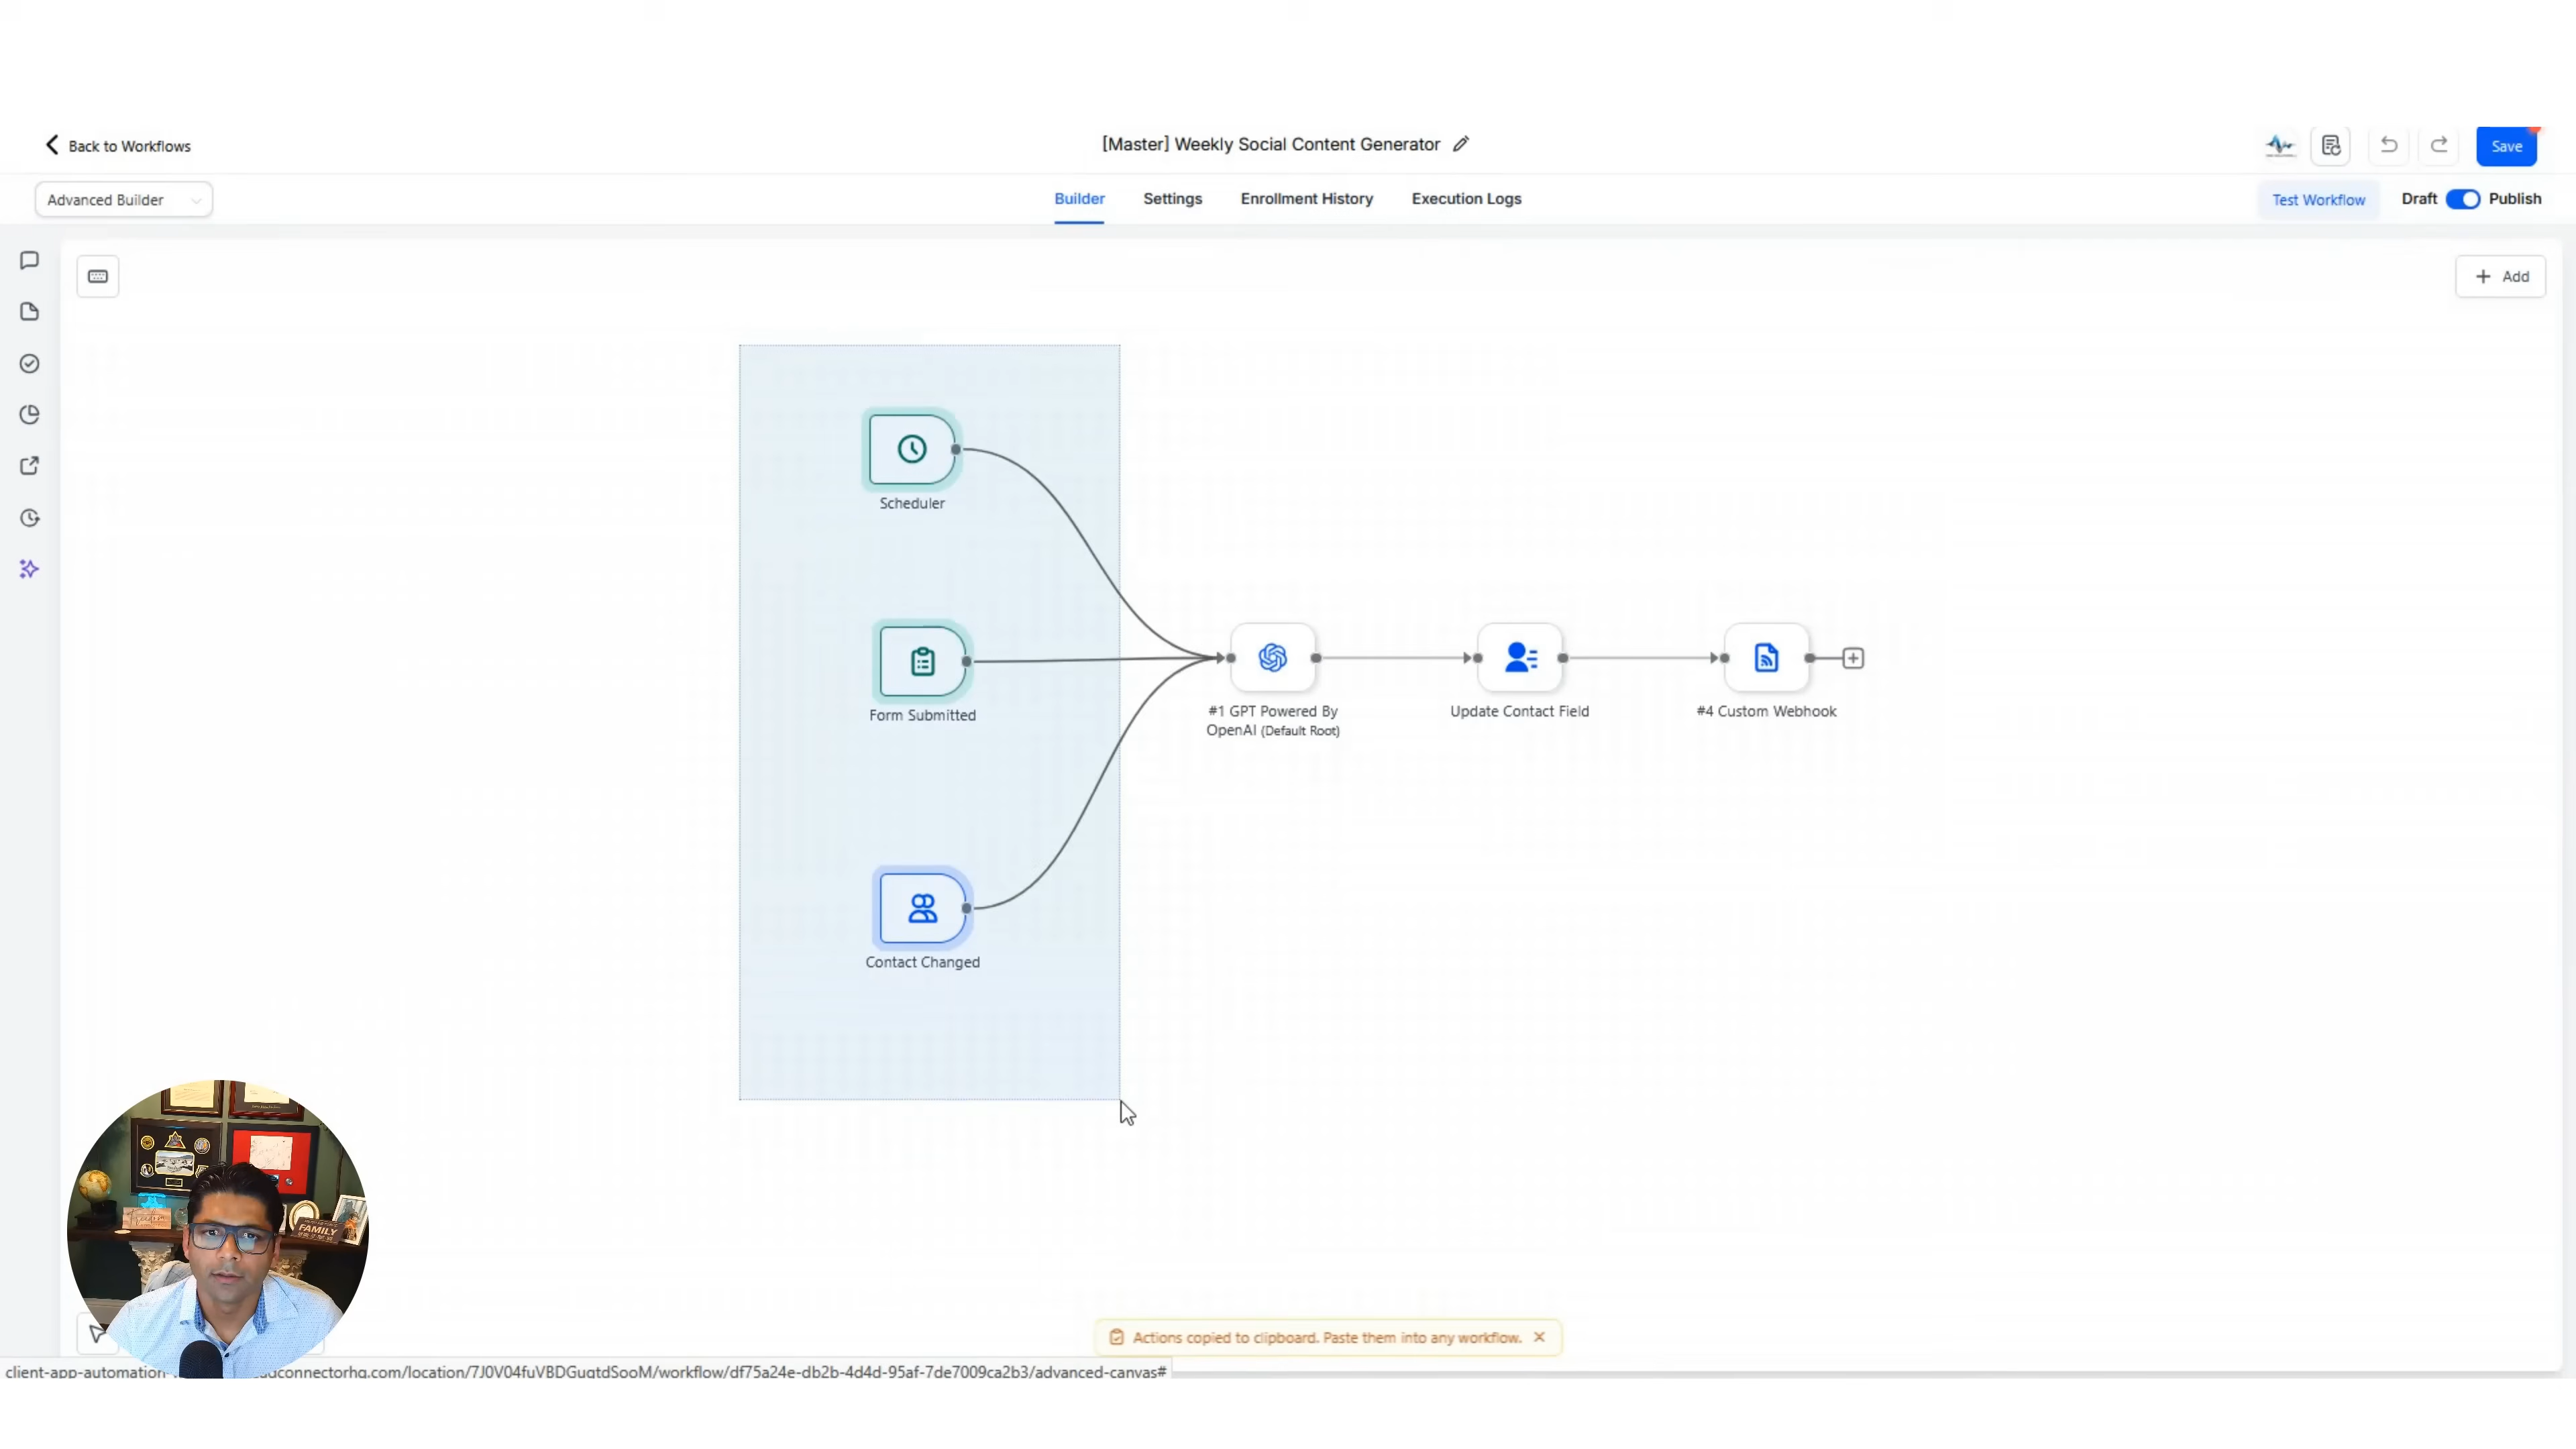 Back to Workflows
[Master] Weekly Social Content Generator
Save
Advanced Builder
Builder
Settings
Enrollment History
Execution Logs
Test Workflow
Draft
Publish
Add
Scheduler
Form Submitted
#1 GPT Powered By
OpenAI (Default Root)
Update Contact Field
#4 Custom Webhook
Contact Changed
FAMILY
Actions copied to clipboard. Paste them into any workflow.
client-app-automation-
dconnectorhq.com/location/7J0V04fuVBDGugtdSooM/workflow/df75a24e-db2b-4d4d-95af-7de7009ca2b3/advanced-canvas#